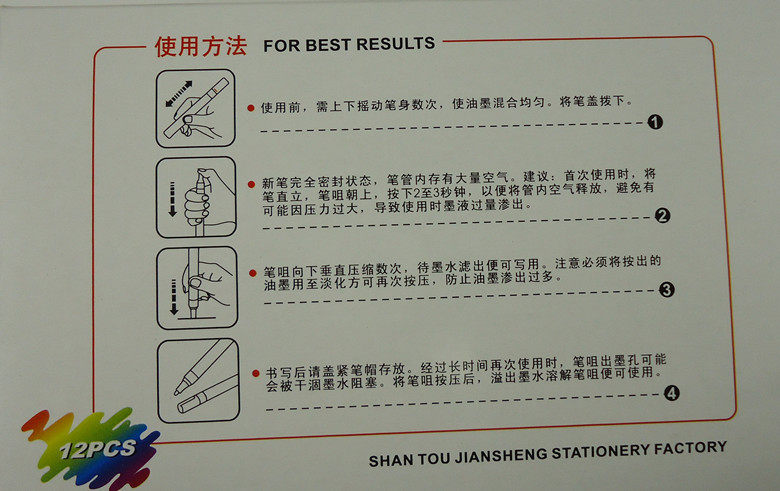 使用方法 FOR BEST RESULTS
使用前，需上下摇动笔身数次，使油墨混合均匀。将笔盖拨下。
1
新笔完全密封状态，笔管内存有大量空气。建议：首次使用时，将
笔直立，笔咀朝上，按下2至3秒钟，以便将管内空气释放，避免有
可能因压力过大，导致使用时墨液过量渗出。
2
笔咀向下垂直压缩数次，待墨水滤出便可写用。注意必须将按出的
油墨用至淡化方可再次按压，防止油墨渗出过多。
3
书写后请盖紧笔帽存放。经过长时间再次使用时，笔咀出墨孔可能
会被干涸墨水阻塞。将笔咀按压后，溢出墨水溶解笔咀便可使用。
4
12PCS
SHAN TOU JIANSHENG STATIONERY FACTORY